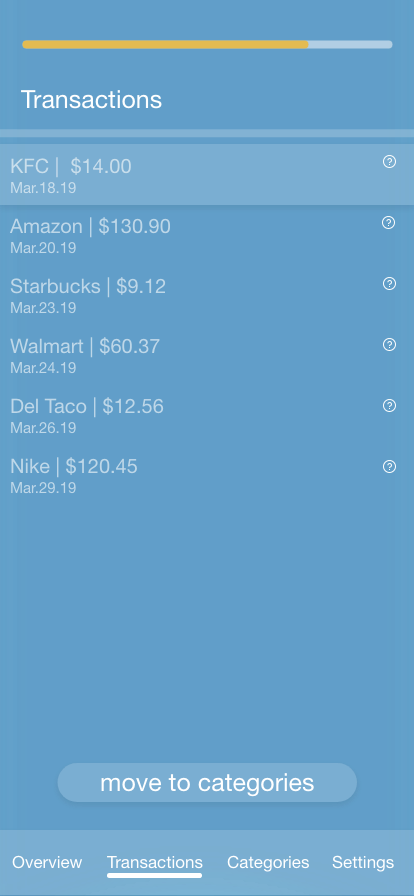 Transactions
KFC | $14.00
Mar.18.19
Amazon | $130.90
Mar.20.19
Starbucks | $9.12
Mar.23.19
Walmart | $60.37
Mar.24.19
Del Taco | $12.56
Mar.26.19
Nike | $120.45
Mar.29.19
move to categories
Overview Transactions Categories Settings